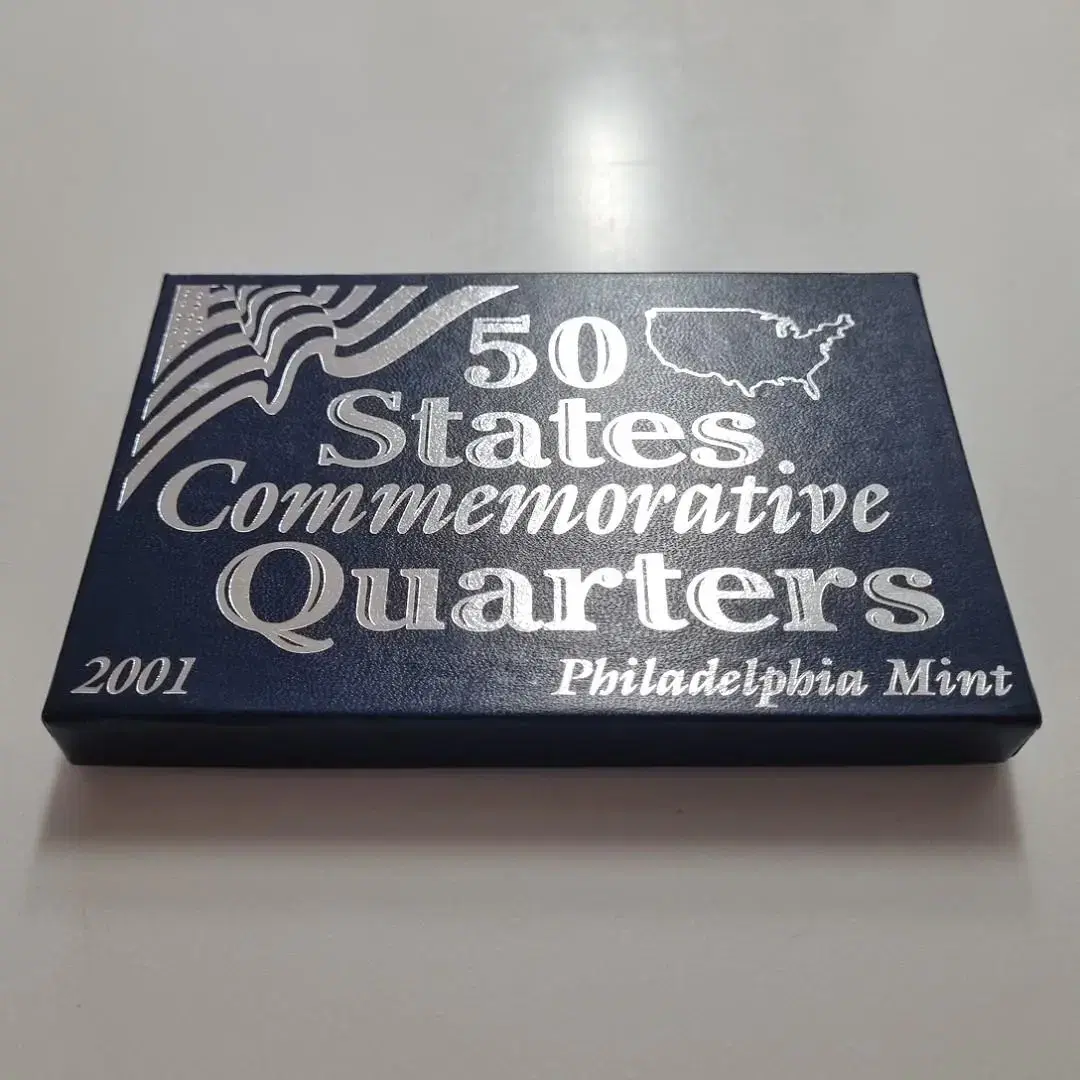 50
States
Commemorative
Quarters
2001 Philadelphia Mint